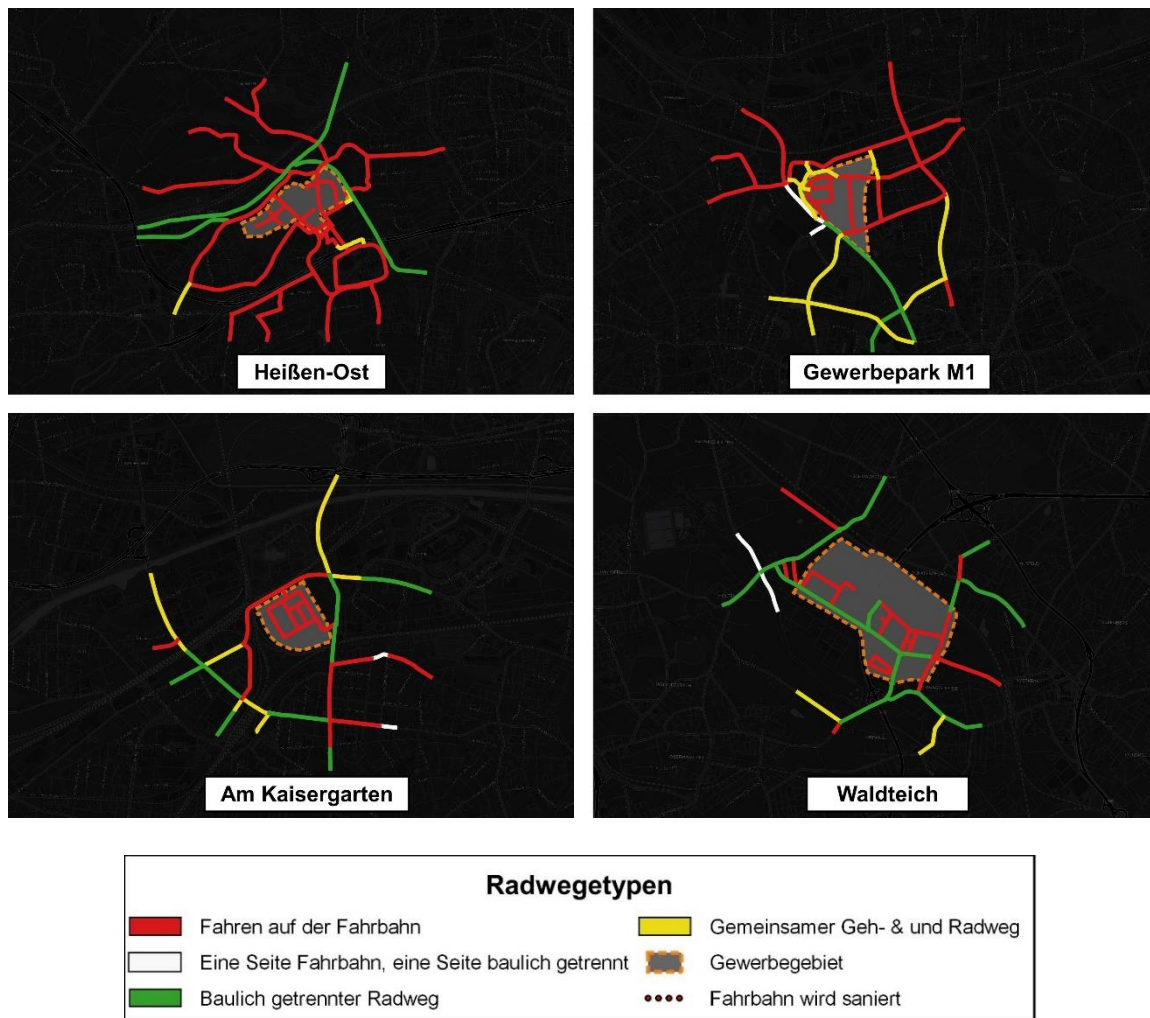 Heißen-Ost
Gewerbepark M1
Am Kaisergarten
Waldteich
Radwegetypen
Fahren auf der Fahrbahn
Gemeinsamer Geh- & und Radweg
Eine Seite Fahrbahn, eine Seite baulich getrennt
Gewerbegebiet
Baulich getrennter Radweg
Fahrbahn wird saniert